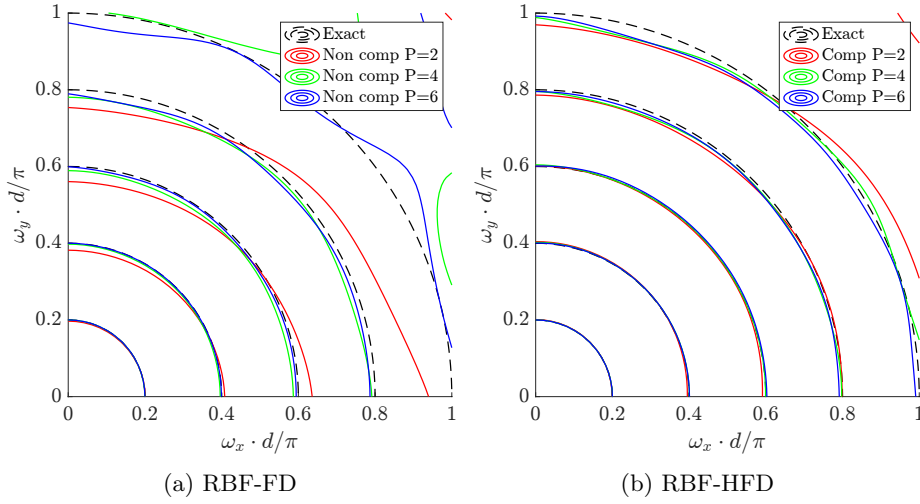 Exact
Non comp P=2
Non comp P=4
Non comp P=6
1
0.8
0.6
0.4
0.2
0
ω_y · d/π
0
0.2
0.4
0.6
0.8
1
ω_x · d/π
(a) RBF-FD
Exact
Comp P=2
Comp P=4
Comp P=6
1
0.8
0.6
0.4
0.2
0
ω_y · d/π
0
0.2
0.4
0.6
0.8
1
ω_x · d/π
(b) RBF-HFD